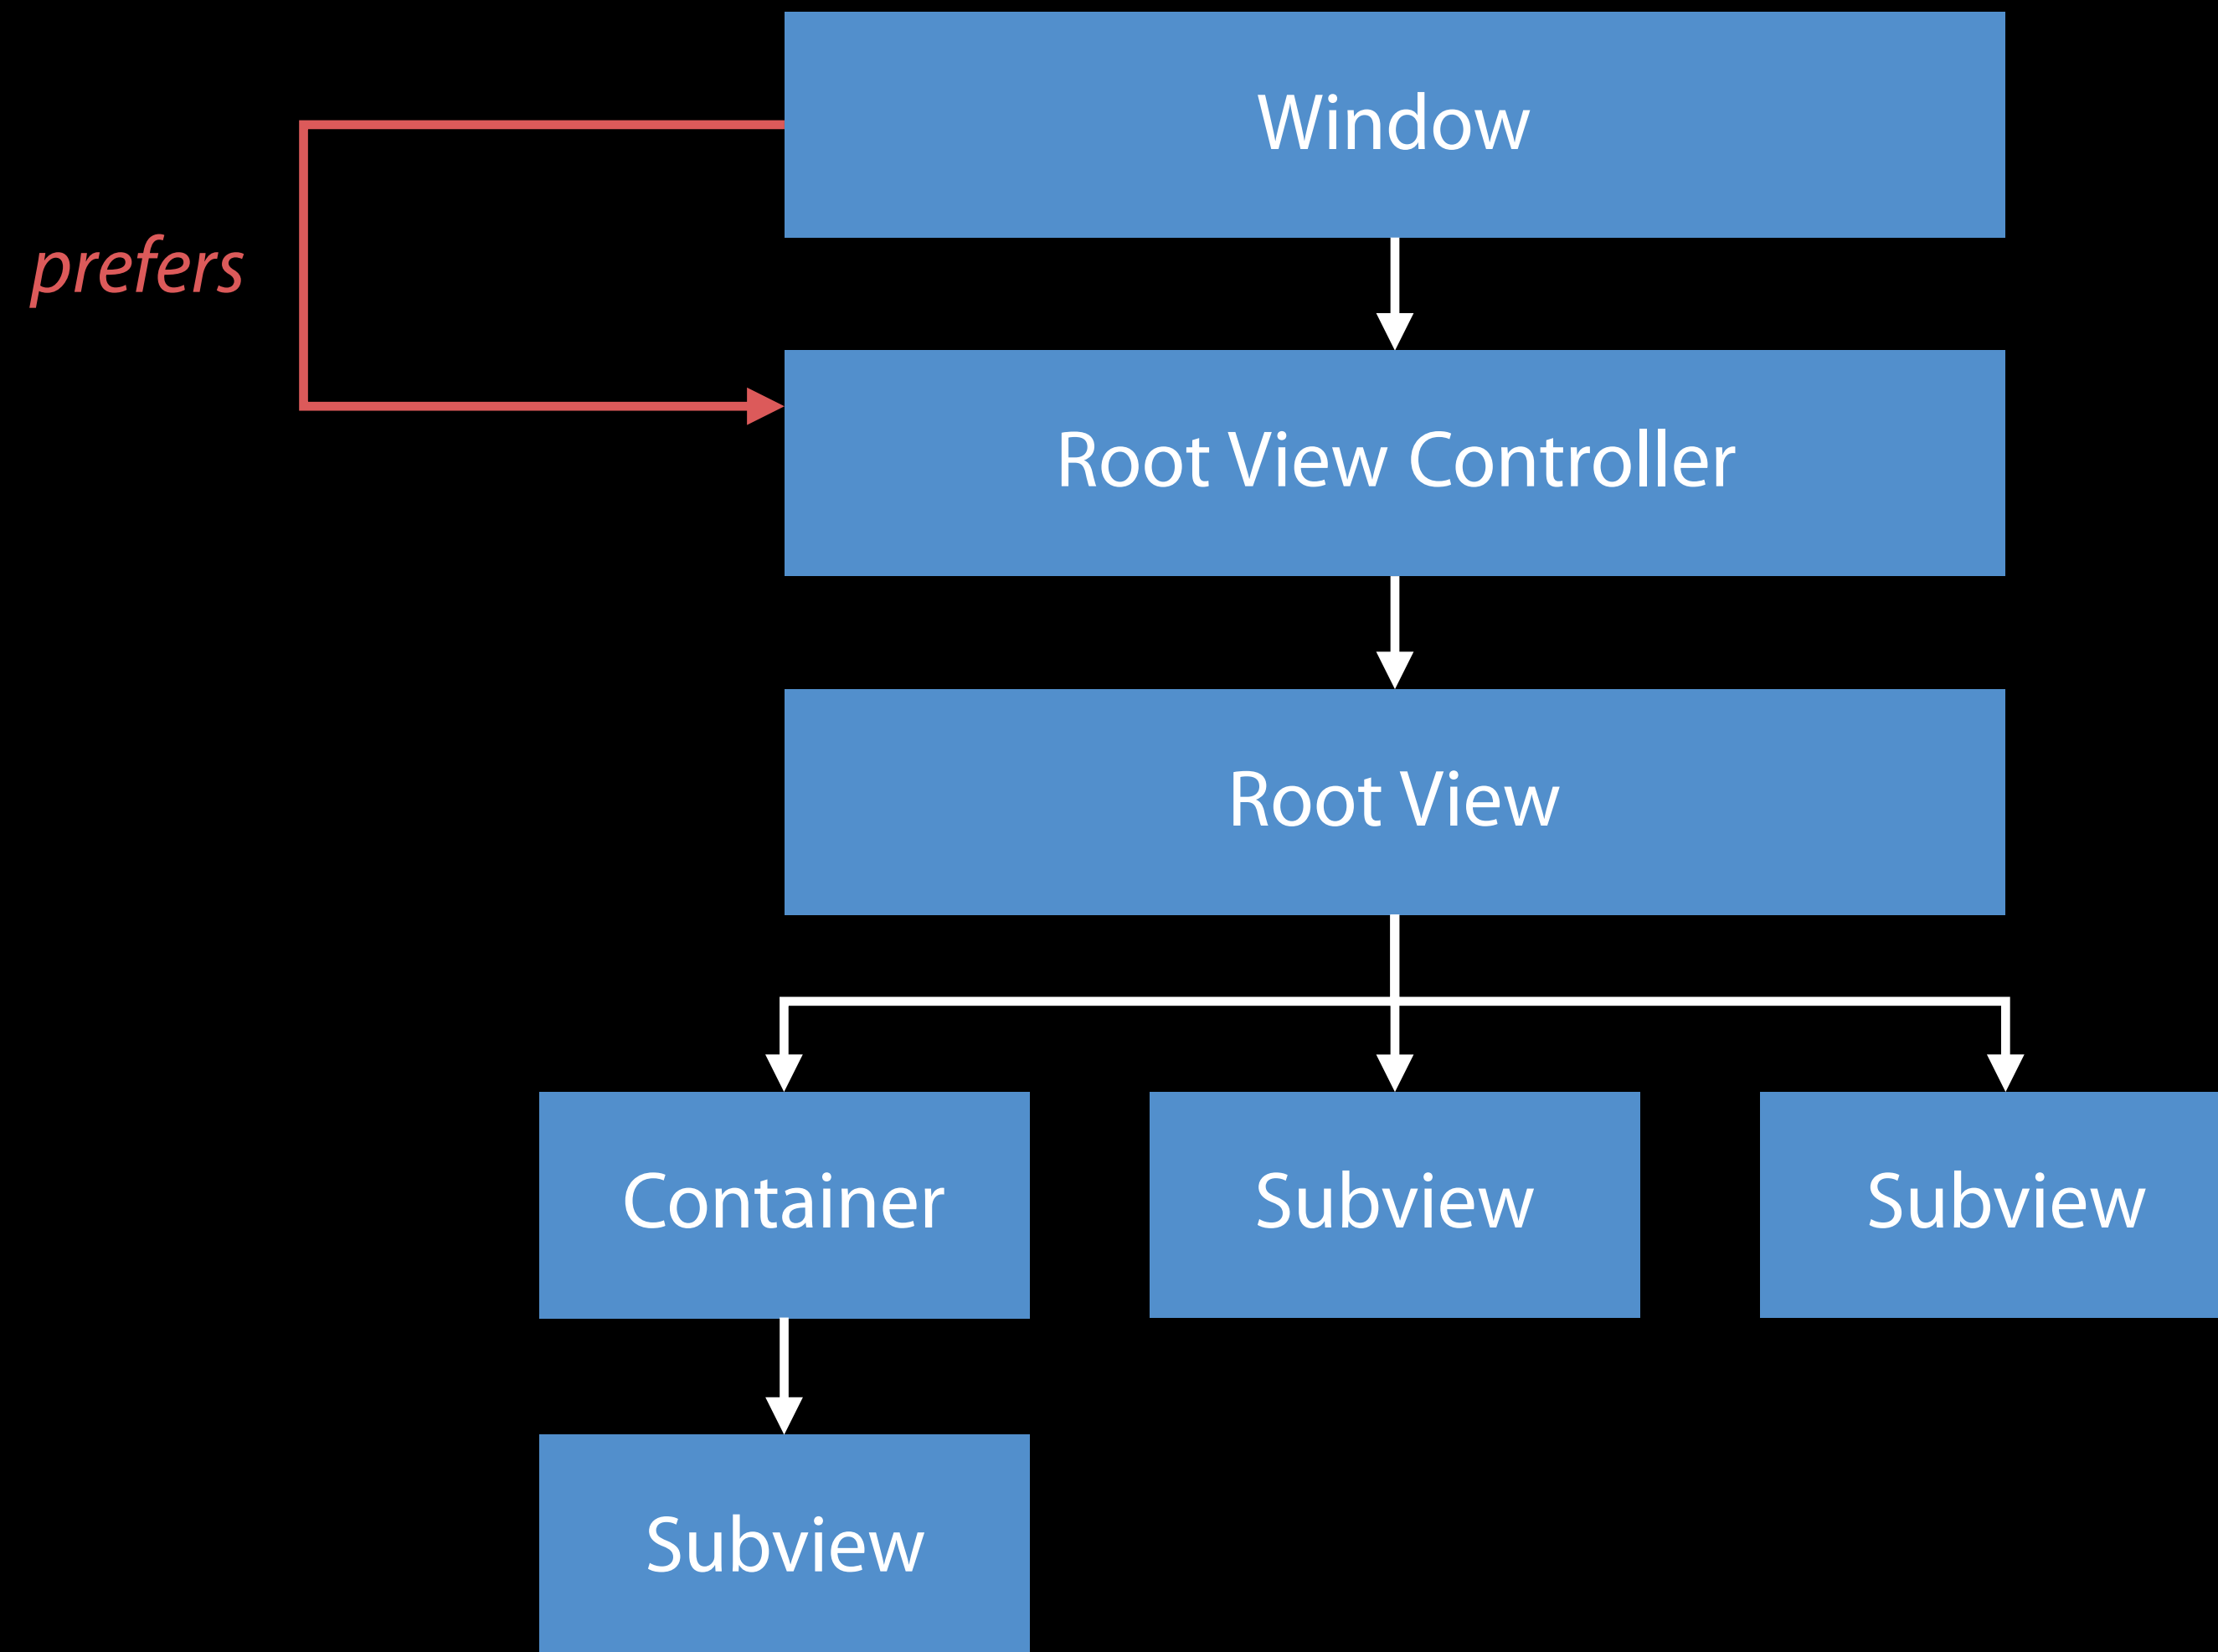 Window
prefers
Root View Controller
Root View
Container
Subview
Subview
Subview